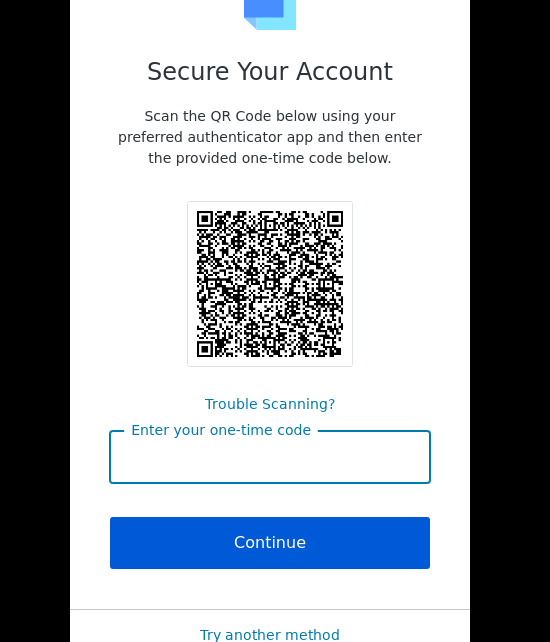 Secure Your Account
Scan the QR Code below using your
preferred authenticator app and then enter
the provided one-time code below.
Trouble Scanning?
Enter your one-time code
Continue
Try another method